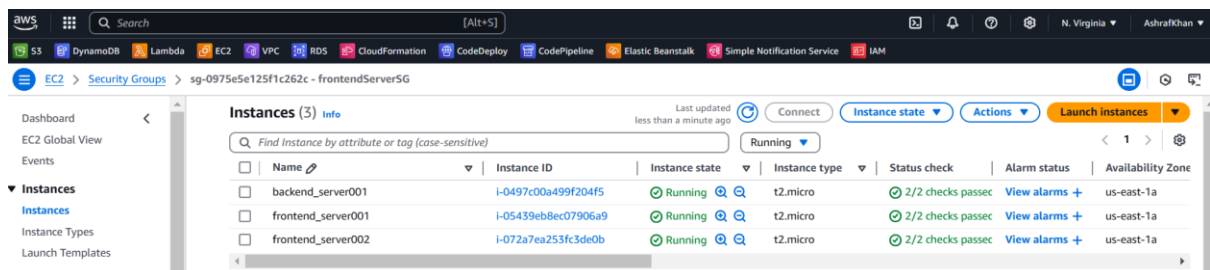 aws Search [Alt+S] N. Virginia AshrafKhan
S3 DynamoDB Lambda EC2 VPC RDS CloudFormation CodeDeploy CodePipeline Elastic Beanstalk Simple Notification Service IAM
EC2 > Security Groups > sg-0975e5e125f1c262c - frontendServerSG
Dashboard
EC2 Global View
Events
Instances
Instances
Instance Types
Launch Templates
Instances (3) Info Last updated less than a minute ago Connect Instance state Actions Launch instances
Find Instance by attribute or tag (case-sensitive) Running 1
Name Instance ID Instance state Instance type Status check Alarm status Availability Zone
backend_server001 i-0497c00a499f204f5 Running t2.micro 2/2 checks passec View alarms + us-east-1a
frontend_server001 i-05439eb8ec07906a9 Running t2.micro 2/2 checks passec View alarms + us-east-1a
frontend_server002 i-072a7ea253fc3de0b Running t2.micro 2/2 checks passec View alarms + us-east-1a